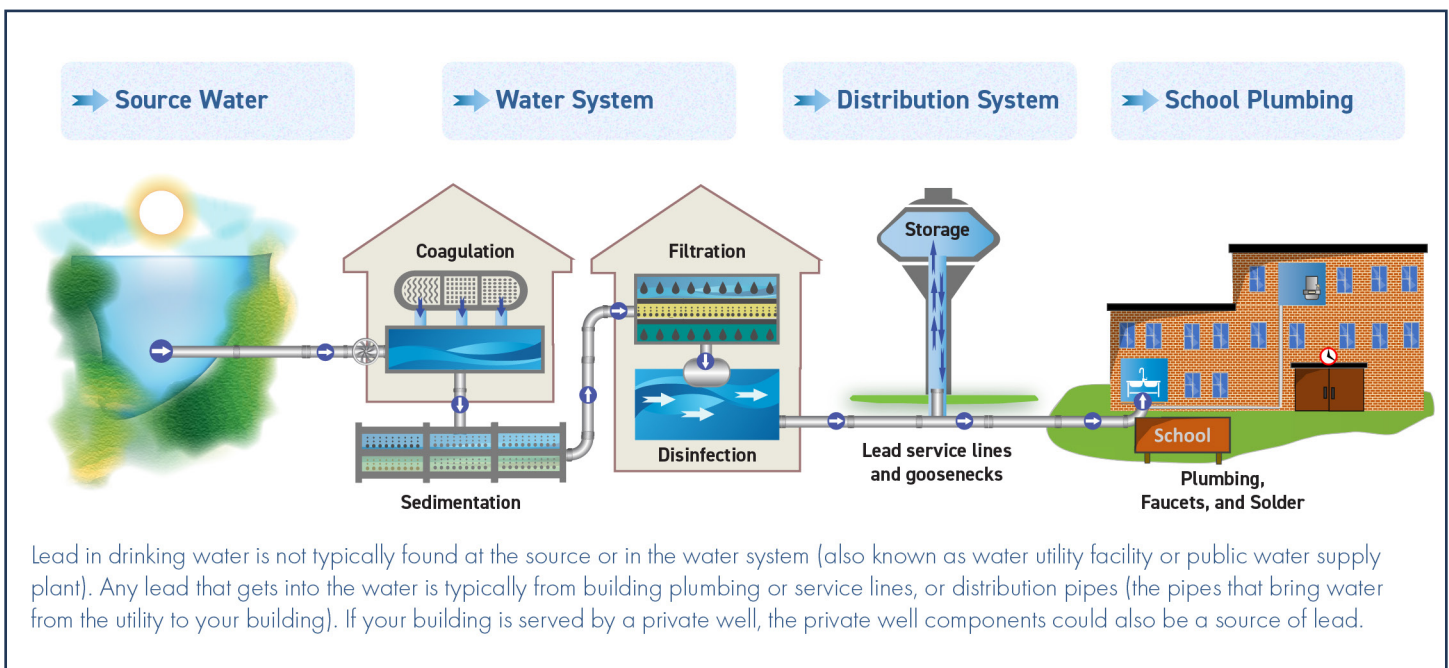 Source Water
Water System
Distribution System
School Plumbing
Coagulation
Sedimentation
Filtration
Disinfection
Storage
Lead service lines
and goosenecks
School
Plumbing,
Faucets, and Solder
Lead in drinking water is not typically found at the source or in the water system (also known as water utility facility or public water supply
plant). Any lead that gets into the water is typically from building plumbing or service lines, or distribution pipes (the pipes that bring water
from the utility to your building). If your building is served by a private well, the private well components could also be a source of lead.